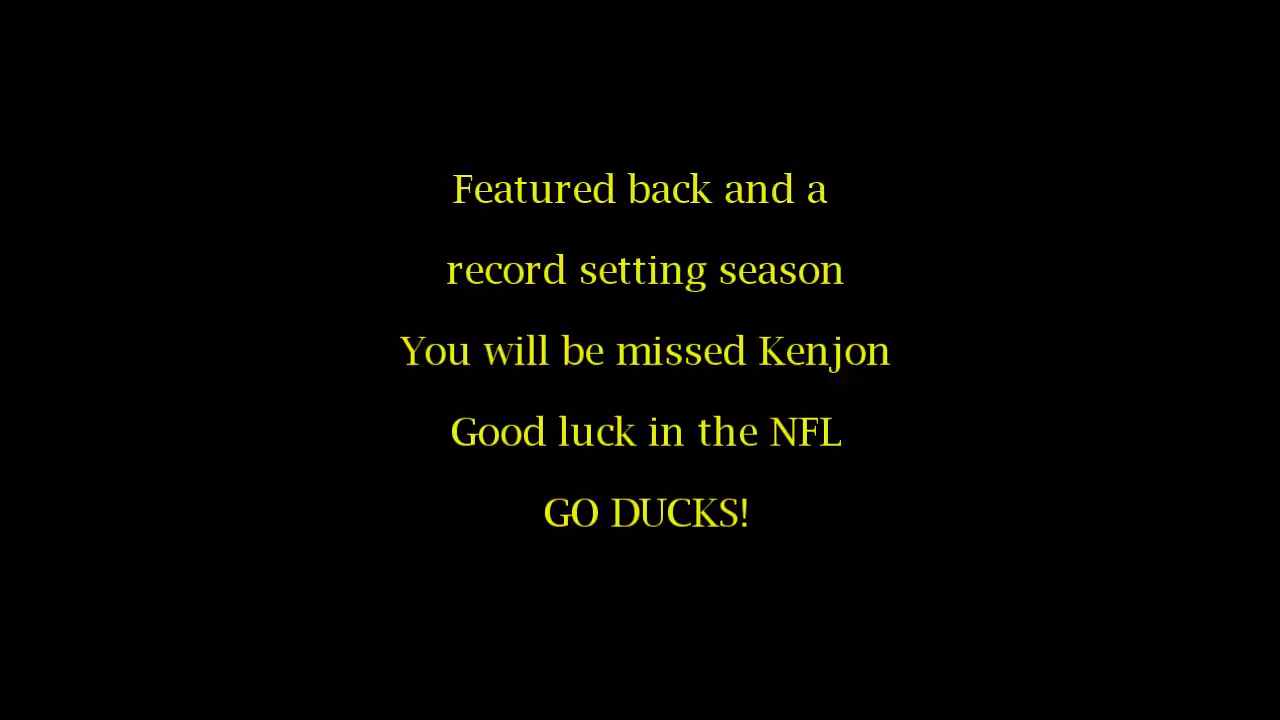 Featured back and a
record setting season
You will be missed Kenjon
Good luck in the NFL
GO DUCKS!